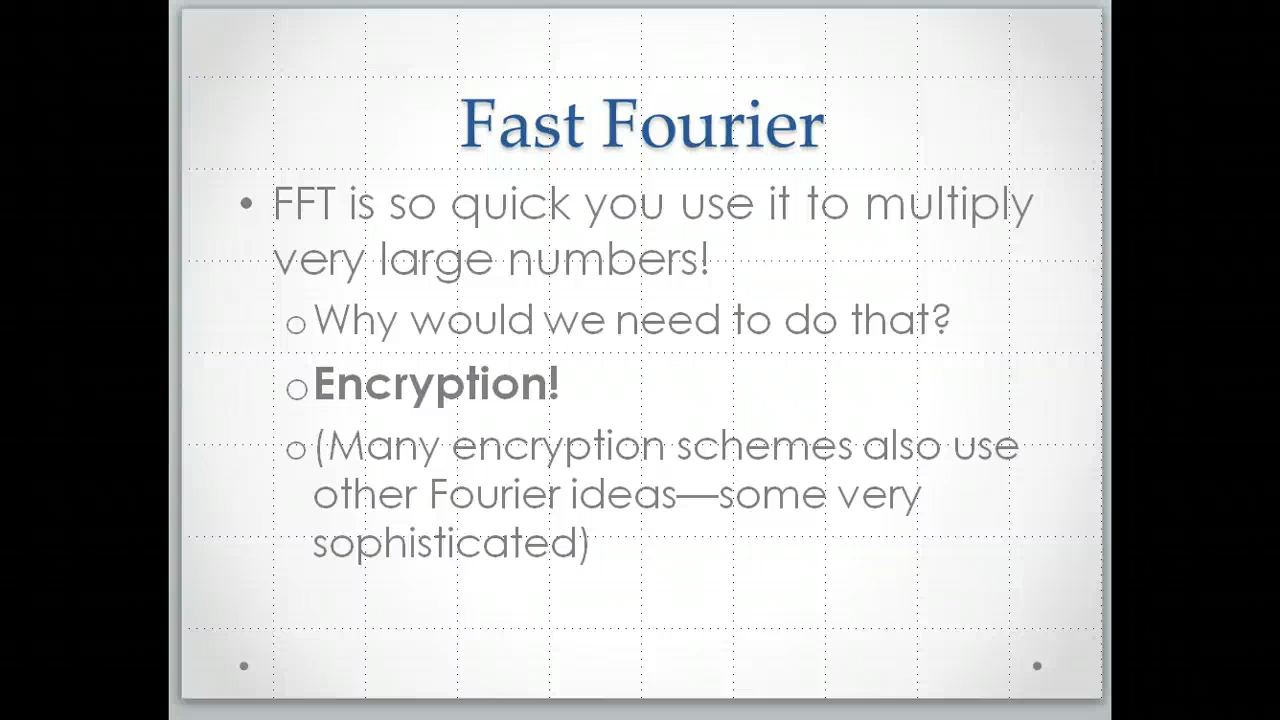 Fast Fourier
• FFT is so quick you use it to multiply
very large numbers!
o Why would we need to do that?
o Encryption!
o (Many encryption schemes also use
other Fourier ideas—some very
sophisticated)